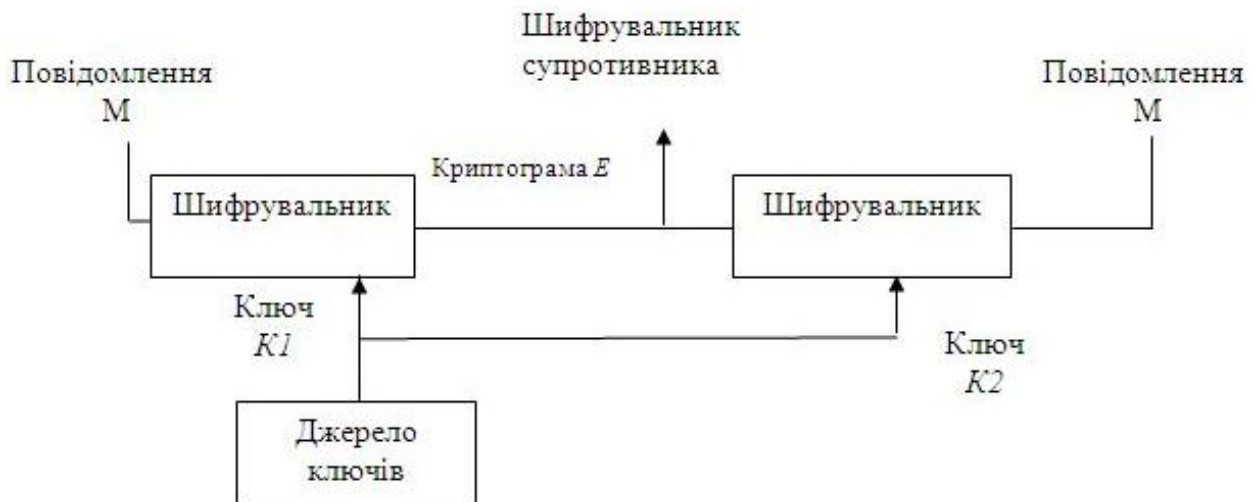 Шифрувальник
супротивника
Повідомлення
М
Повідомлення
М
Криптограма E
Шифрувальник
Шифрувальник
Ключ
K1
Ключ
K2
Джерело
ключів